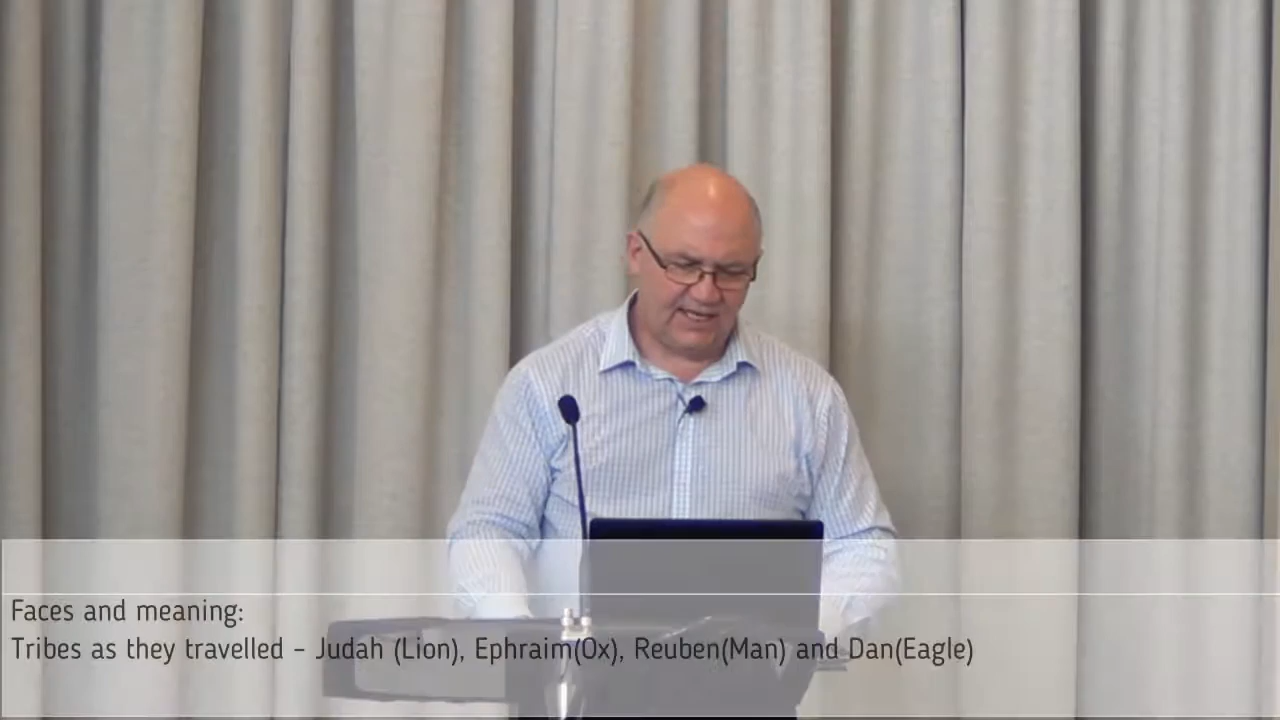 Faces and meaning:
Tribes as they travelled – Judah (Lion), Ephraim(Ox), Reuben(Man) and Dan(Eagle)